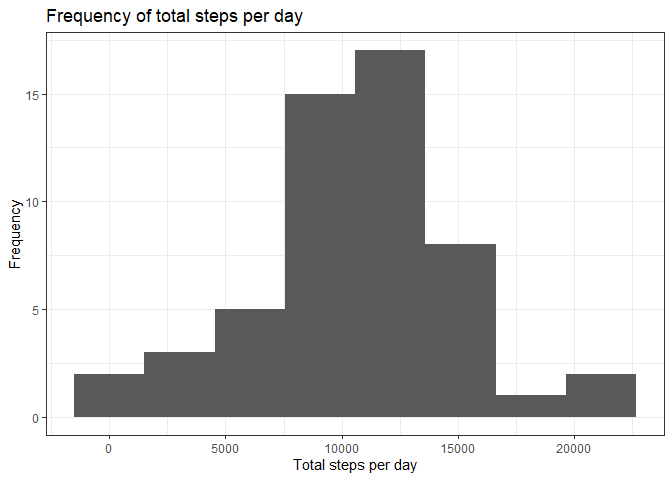 Frequency of total steps per day
15
10
5
0
Frequency
0 5000 10000 15000 20000
Total steps per day